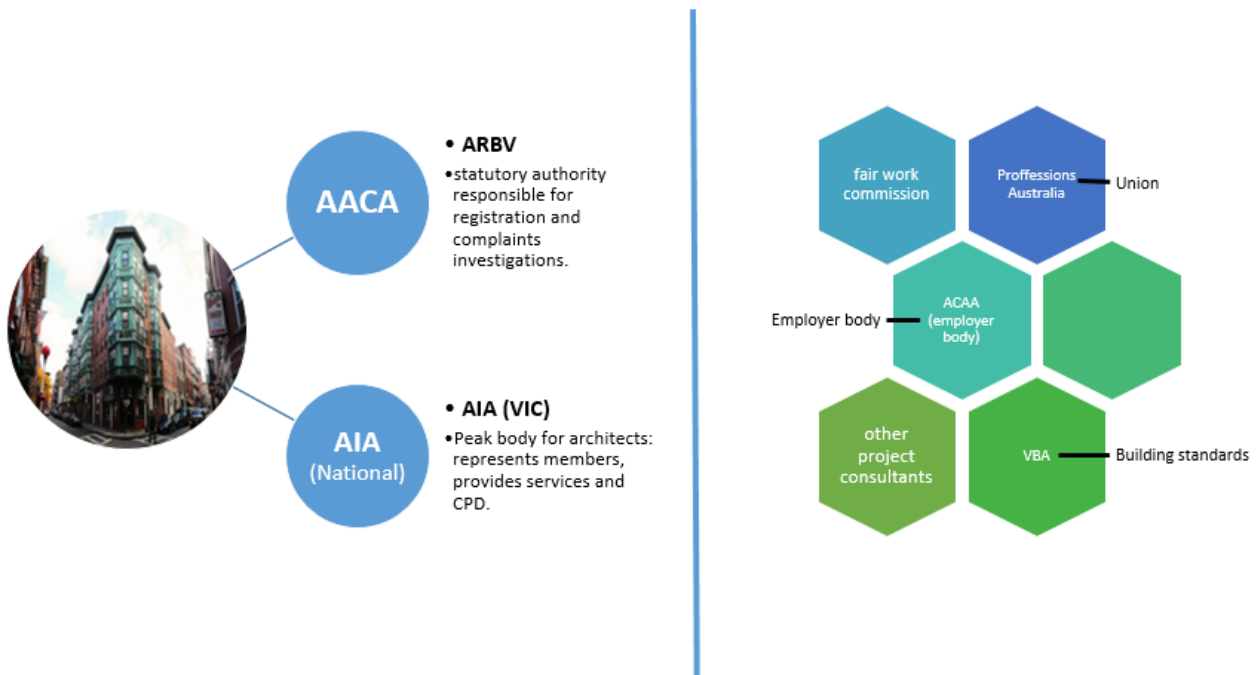 AACA
• ARBV
•statutory authority
responsible for
registration and
complaints
investigations.
AIA
(National)
• AIA (VIC)
•Peak body for architects:
represents members,
provides services and
CPD.
fair work
commission
Proffessions
Australia
Union
Employer body
ACAA
(employer
body)
other
project
consultants
VBA
Building standards